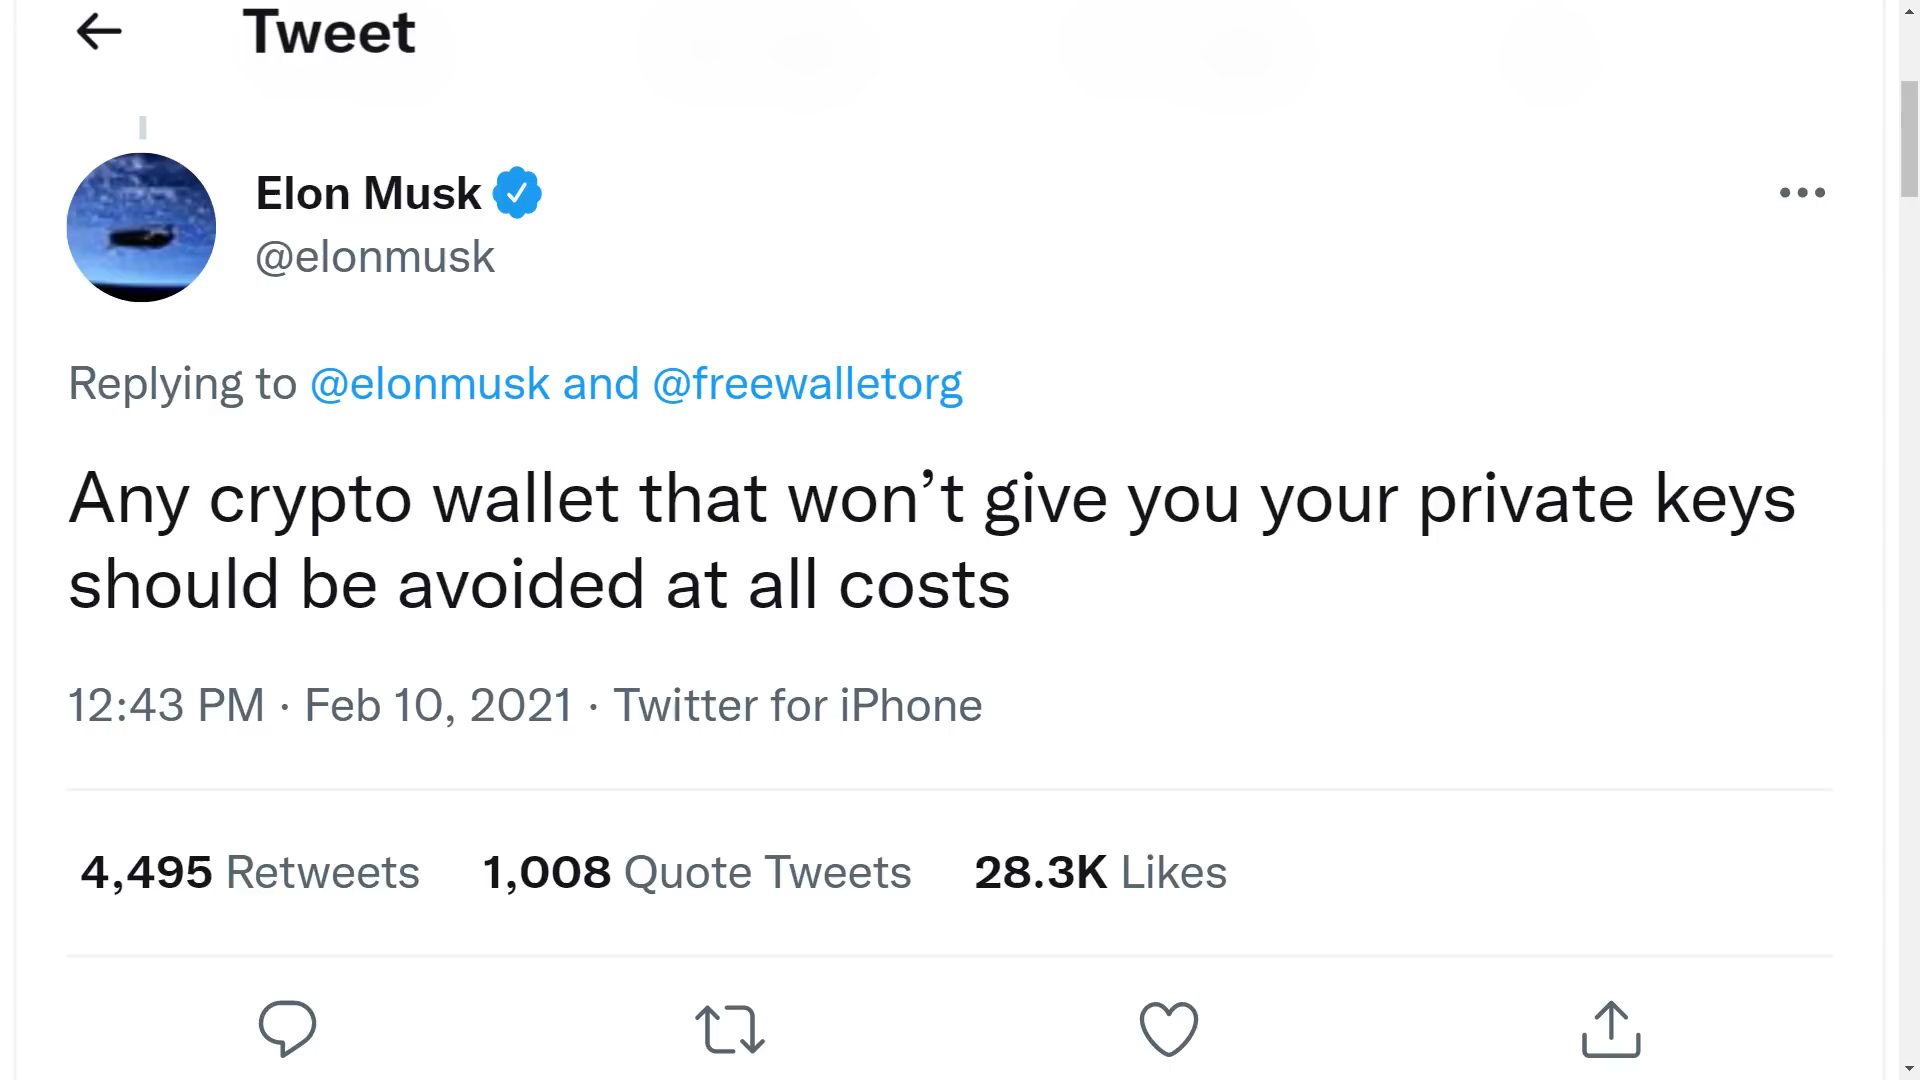 Tweet
Elon Musk
@elonmusk
Replying to @elonmusk and @freewalletorg
Any crypto wallet that won’t give you your private keys
should be avoided at all costs
12:43 PM · Feb 10, 2021 · Twitter for iPhone
4,495 Retweets 1,008 Quote Tweets 28.3K Likes